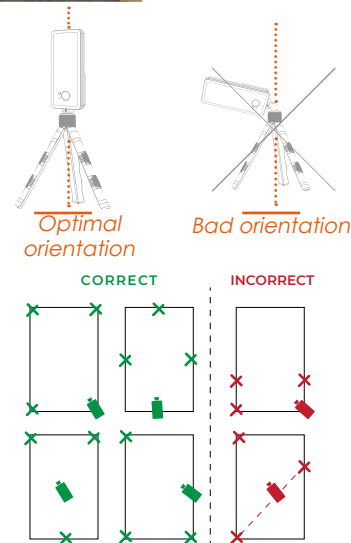 Optimal
orientation
Bad orientation
CORRECT
INCORRECT